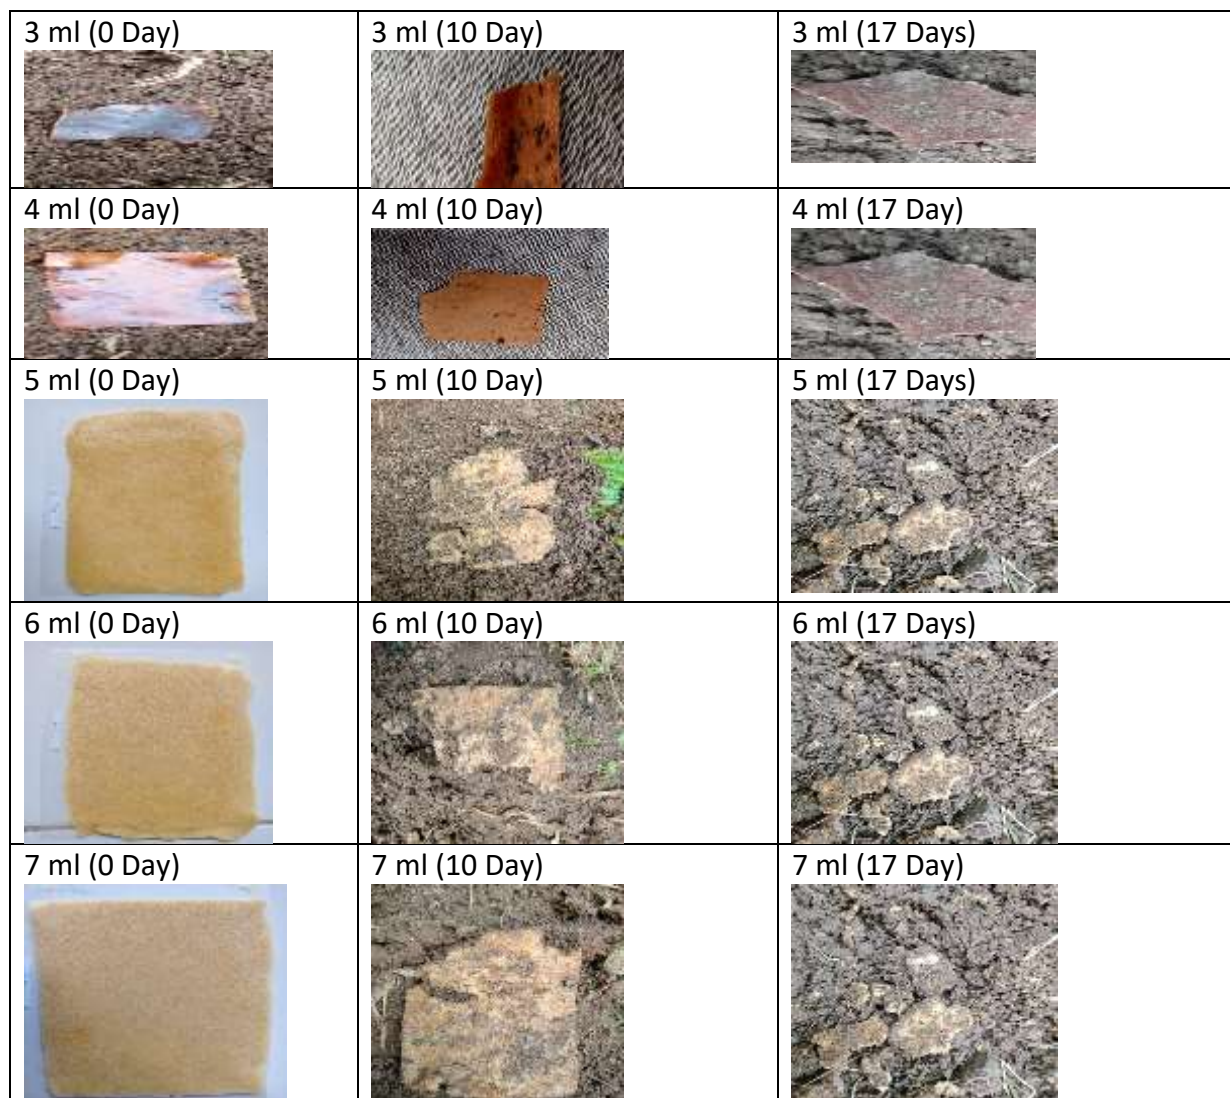 3 ml (0 Day)
3 ml (10 Day)
3 ml (17 Days)
4 ml (0 Day)
4 ml (10 Day)
4 ml (17 Day)
5 ml (0 Day)
5 ml (10 Day)
5 ml (17 Days)
6 ml (0 Day)
6 ml (10 Day)
6 ml (17 Days)
7 ml (0 Day)
7 ml (10 Day)
7 ml (17 Day)